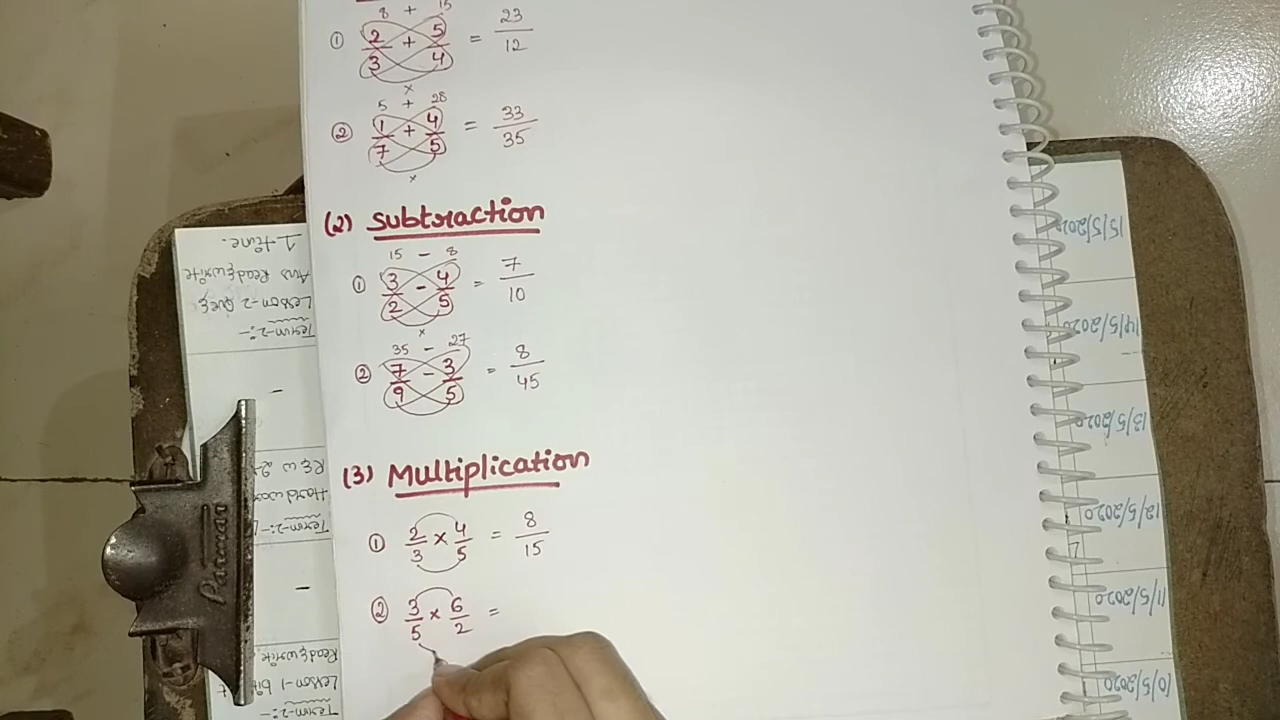 8 + 15
① 2/3 + 5/4 = 23/12
×
5 + 28
② 1/7 + 4/5 = 33/35
×
(2) Subtraction
15 - 8
① 3/2 - 4/5 = 7/10
×
35 - 27
② 7/9 - 3/5 = 8/45
(3) Multiplication
① 2/3 × 4/5 = 8/15
② 3/5 × 6/2 =
Parmar
1 time.
Ans Read&write
Lesson-2 Que&
Term-2:-
-
R&W 2
Term-2:-
-
Read&write
Lesson-1
Term-2:-
15/5/2020
14/5/2020
13/5/2020
12/5/2020
11/5/2020
10/5/2020